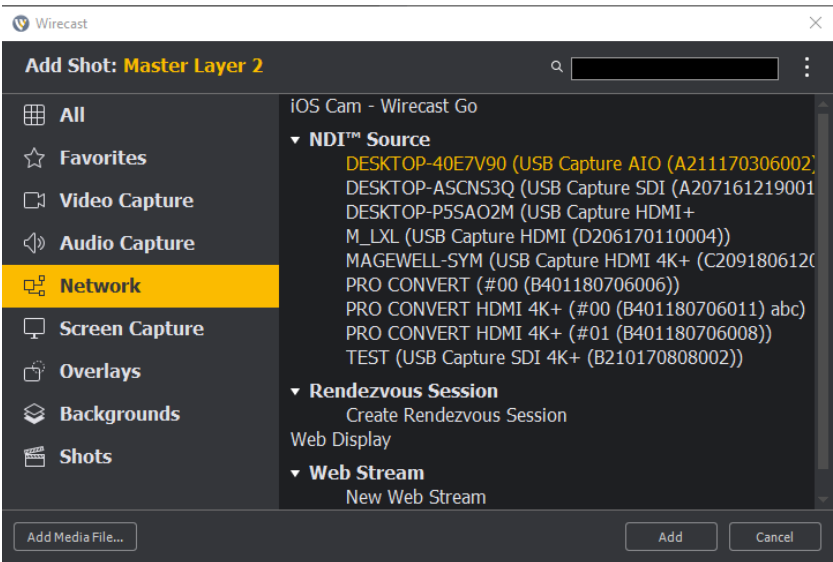 Wirecast
Add Shot: Master Layer 2
All
Favorites
Video Capture
Audio Capture
Network
Screen Capture
Overlays
Backgrounds
Shots
iOS Cam - Wirecast Go
NDI™ Source
DESKTOP-40E7V90 (USB Capture AIO (A211170306002)
DESKTOP-ASCNS3Q (USB Capture SDI (A207161219001
DESKTOP-P5SAO2M (USB Capture HDMI+
M_LXL (USB Capture HDMI (D206170110004))
MAGEWELL-SYM (USB Capture HDMI 4K+ (C2091806120
PRO CONVERT (#00 (B401180706006))
PRO CONVERT HDMI 4K+ (#00 (B401180706011) abc)
PRO CONVERT HDMI 4K+ (#01 (B401180706008))
TEST (USB Capture SDI 4K+ (B210170808002))
Rendezvous Session
Create Rendezvous Session
Web Display
Web Stream
New Web Stream
Add Media File...
Add
Cancel